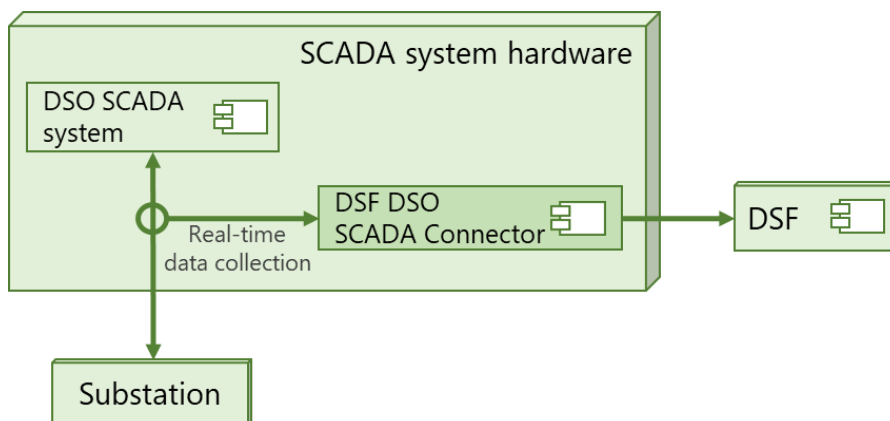 SCADA system hardware
DSO SCADA
system
DSF DSO
SCADA Connector
Real-time
data collection
DSF
Substation